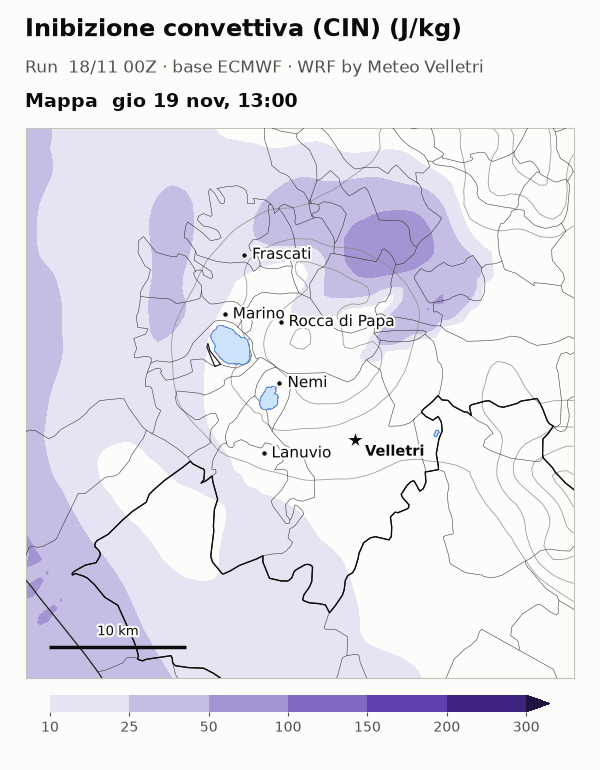 Inibizione convettiva (CIN) (J/kg)
Run  18/11 00Z · base ECMWF · WRF by Meteo Velletri
Mappa  gio 19 nov, 13:00
Frascati
Marino
Rocca di Papa
Nemi
Velletri
Lanuvio
10 km
10 25 50 100 150 200 300